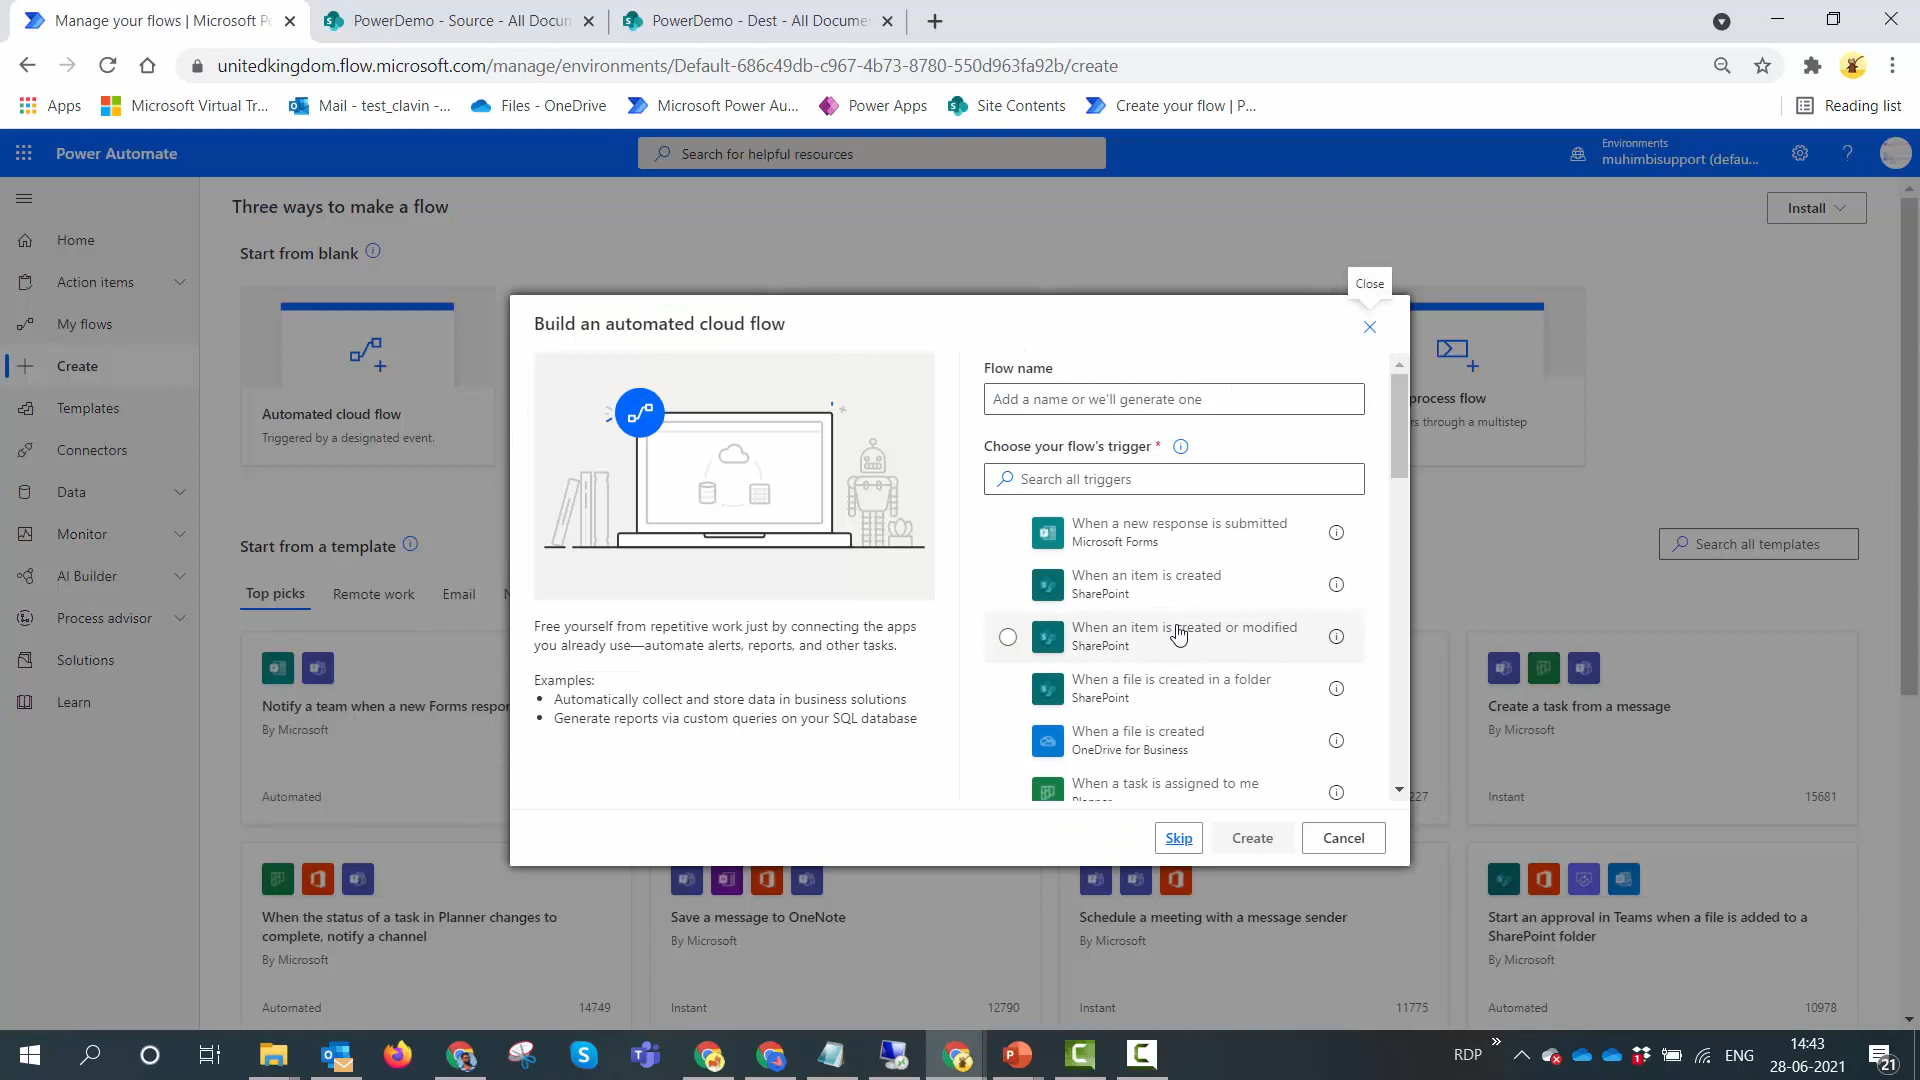 Manage your flows | Microsoft P
PowerDemo - Source - All Docum
PowerDemo - Dest - All Docume
unitedkingdom.flow.microsoft.com/manage/environments/Default-686c49db-c967-4b73-8780-550d963fa92b/create
Apps
Microsoft Virtual Tr...
Mail - test_clavin -...
Files - OneDrive
Microsoft Power Au...
Power Apps
Site Contents
Create your flow | P...
Reading list
Power Automate
Search for helpful resources
Environments
muhimbisupport (defau...
Home
Action items
My flows
Create
Templates
Connectors
Data
Monitor
AI Builder
Process advisor
Solutions
Learn
Three ways to make a flow
Install
Start from blank
Automated cloud flow
Triggered by a designated event.
process flow
rs through a multistep
Close
Build an automated cloud flow
Free yourself from repetitive work just by connecting the apps
you already use—automate alerts, reports, and other tasks.
Examples:
• Automatically collect and store data in business solutions
• Generate reports via custom queries on your SQL database
Flow name
Add a name or we'll generate one
Choose your flow's trigger *
Search all triggers
When a new response is submitted
Microsoft Forms
When an item is created
SharePoint
When an item is created or modified
SharePoint
When a file is created in a folder
SharePoint
When a file is created
OneDrive for Business
When a task is assigned to me
Planner
Skip
Create
Cancel
Start from a template
Search all templates
Top picks
Remote work
Email
N
Notify a team when a new Forms respor
By Microsoft
Automated
227
Create a task from a message
By Microsoft
Instant
15681
When the status of a task in Planner changes to
complete, notify a channel
By Microsoft
Automated
14749
Save a message to OneNote
By Microsoft
Instant
12790
Schedule a meeting with a message sender
By Microsoft
Instant
11775
Start an approval in Teams when a file is added to a
SharePoint folder
By Microsoft
Automated
10978
RDP
ENG
14:43
28-06-2021
21